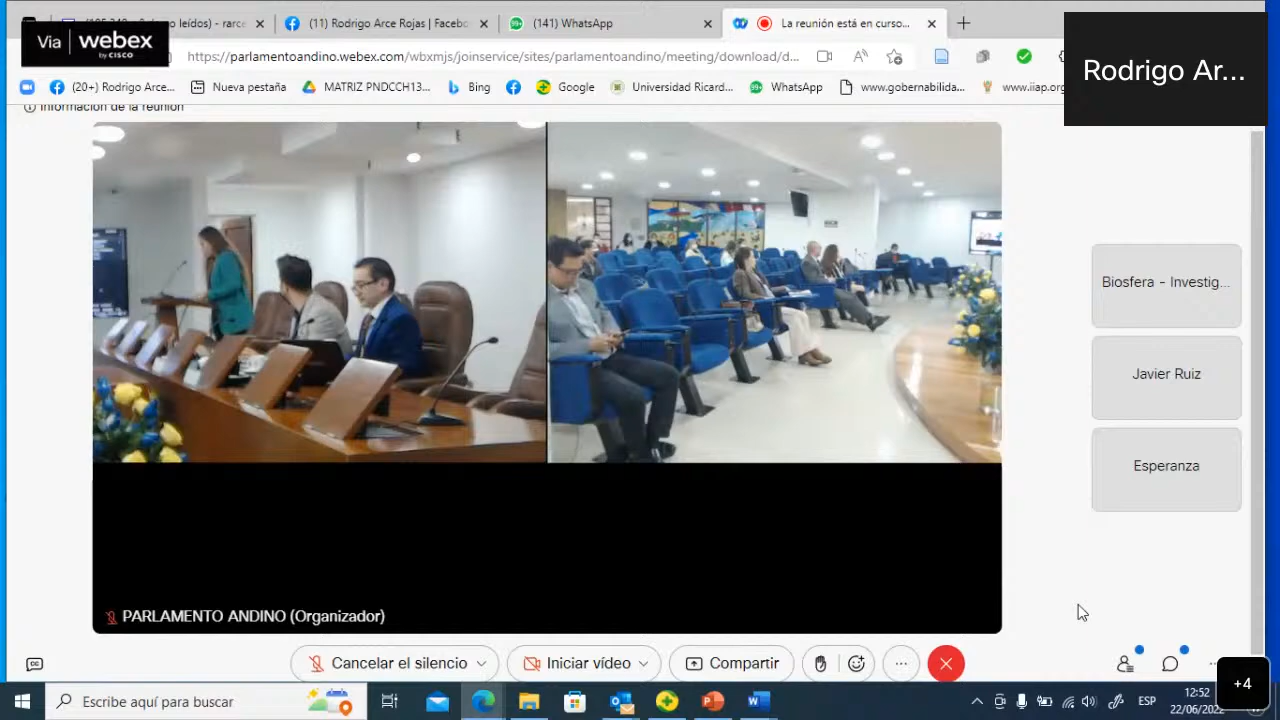 (11) Rodrigo Arce Rojas | Facebo
(141) WhatsApp
La reunión está en curso...
Via webex
by CISCO
https://parlamentoandino.webex.com/wbxmjs/joinservice/sites/parlamentoandino/meeting/download/d...
Rodrigo Ar...
(20+) Rodrigo Arce...
Nueva pestaña
MATRIZ PNDCCH13...
Bing
Google
Universidad Ricard...
WhatsApp
www.gobernabilida...
www.iiap.org
Información de la reunión
Biosfera - Investig...
Javier Ruiz
Esperanza
PARLAMENTO ANDINO (Organizador)
Cancelar el silencio
Iniciar vídeo
Compartir
Escribe aquí para buscar
ESP
12:52
22/06/2022
+4